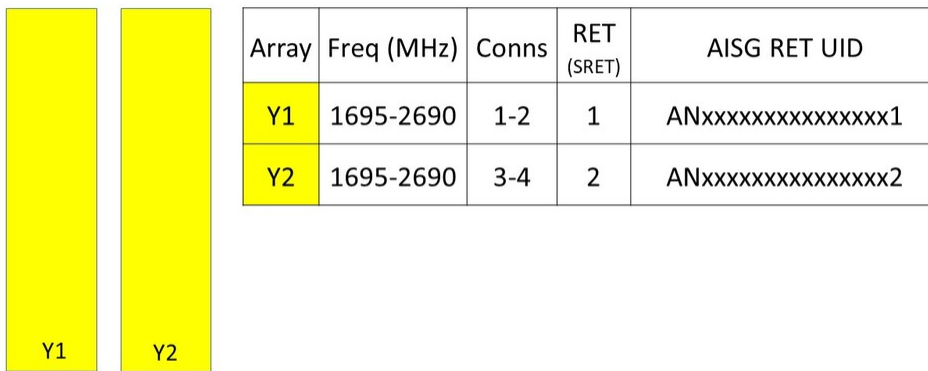 Array Freq (MHz) Conns RET (SRET) AISG RET UID
Y1 1695-2690 1-2 1 ANxxxxxxxxxxxxxxx1
Y2 1695-2690 3-4 2 ANxxxxxxxxxxxxxxx2
Y1 Y2